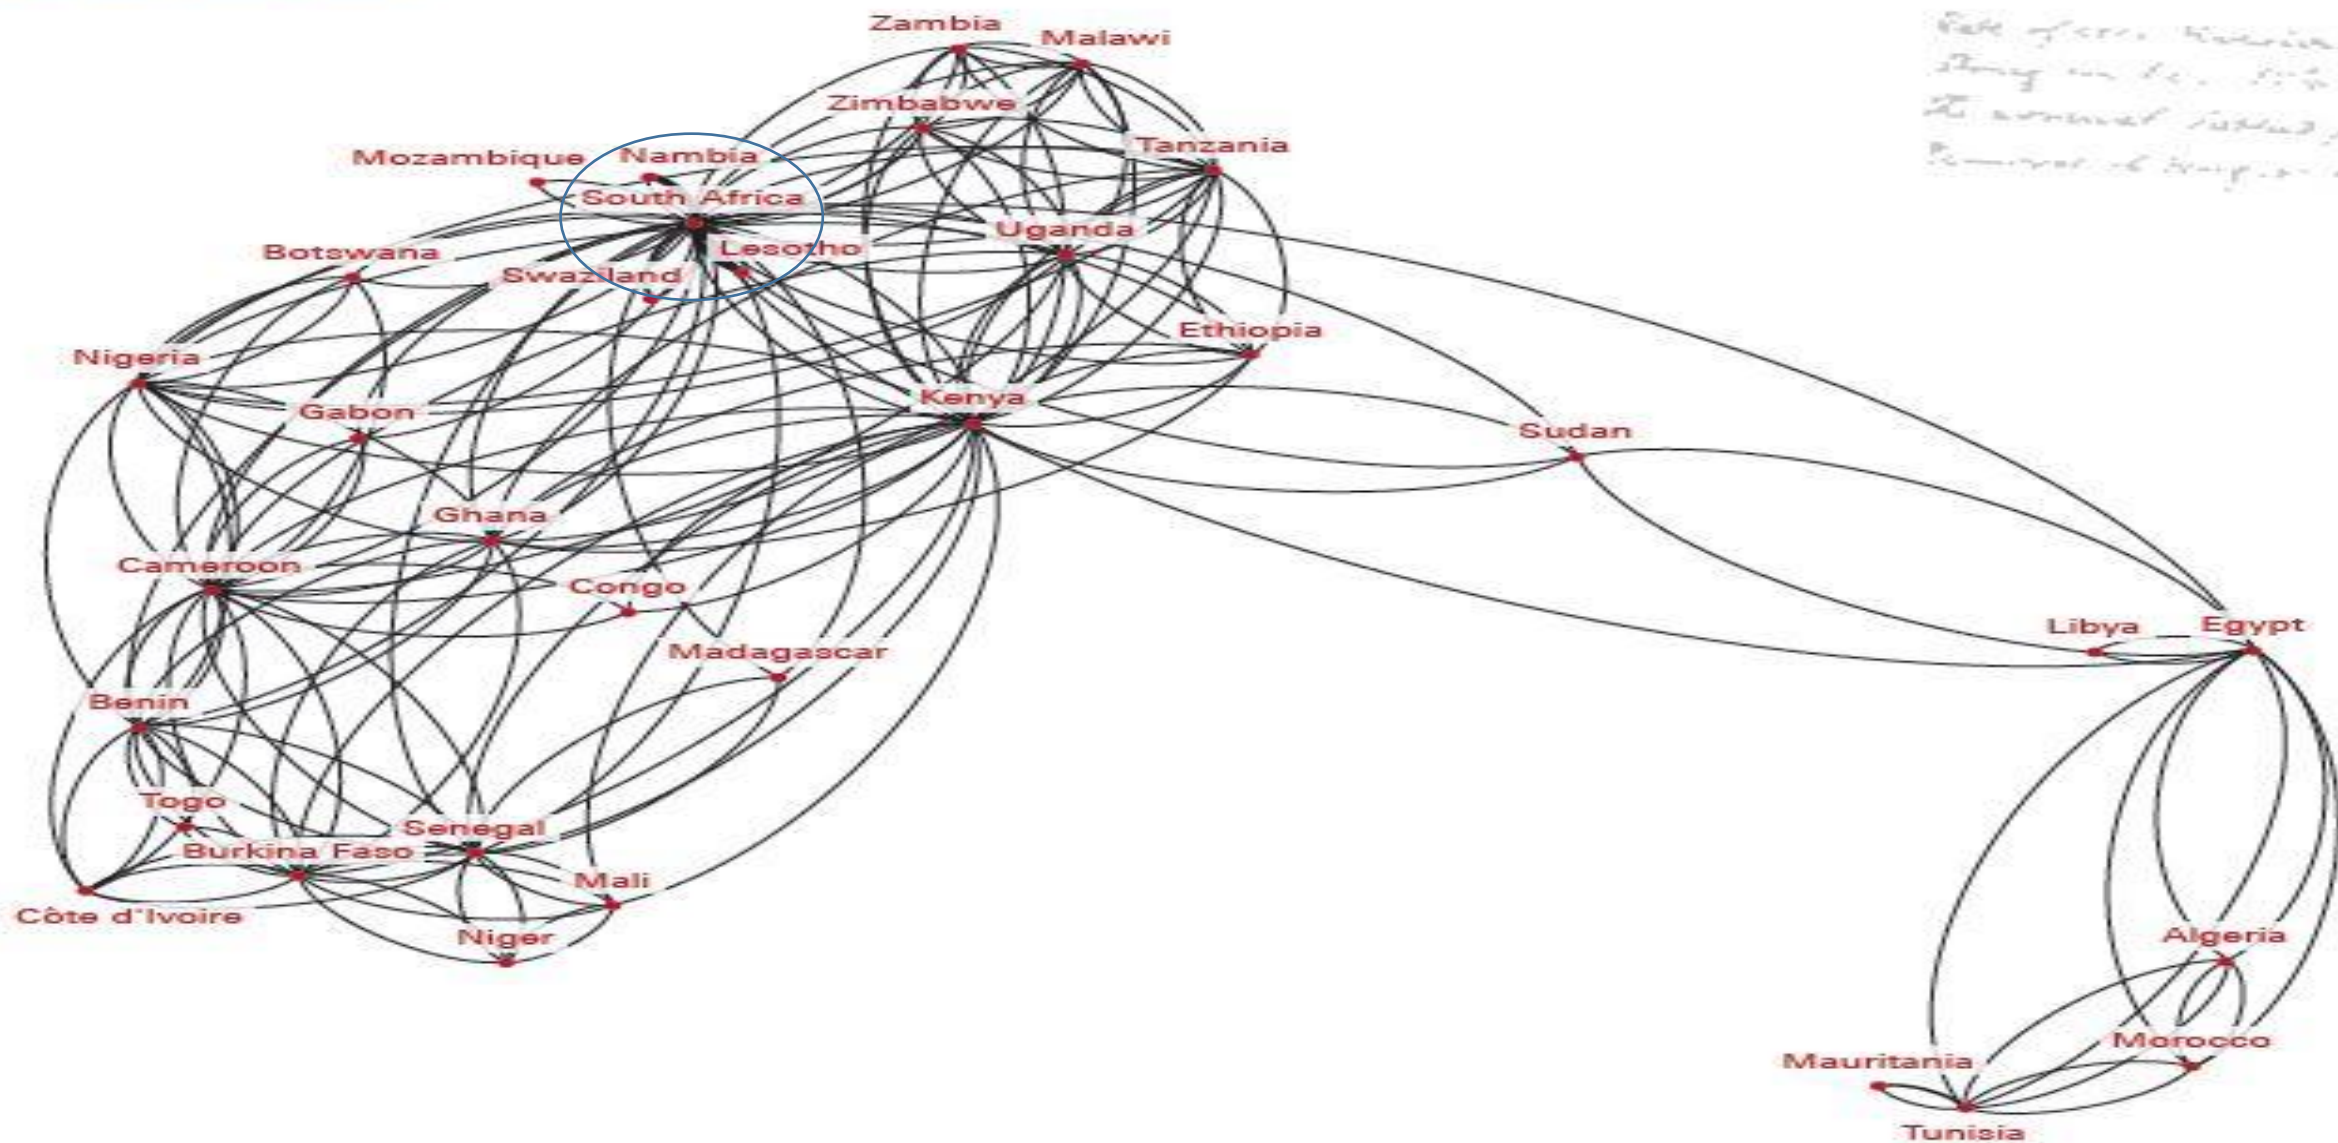 Zambia
Malawi
Zimbabwe
Tanzania
Mozambique
Nambia
South Africa
Uganda
Lesotho
Botswana
Swaziland
Ethiopia
Nigeria
Kenya
Gabon
Sudan
Ghana
Cameroon
Congo
Libya
Egypt
Madagascar
Benin
Togo
Senegal
Burkina Faso
Mali
Côte d'Ivoire
Niger
Algeria
Morocco
Mauritania
Tunisia